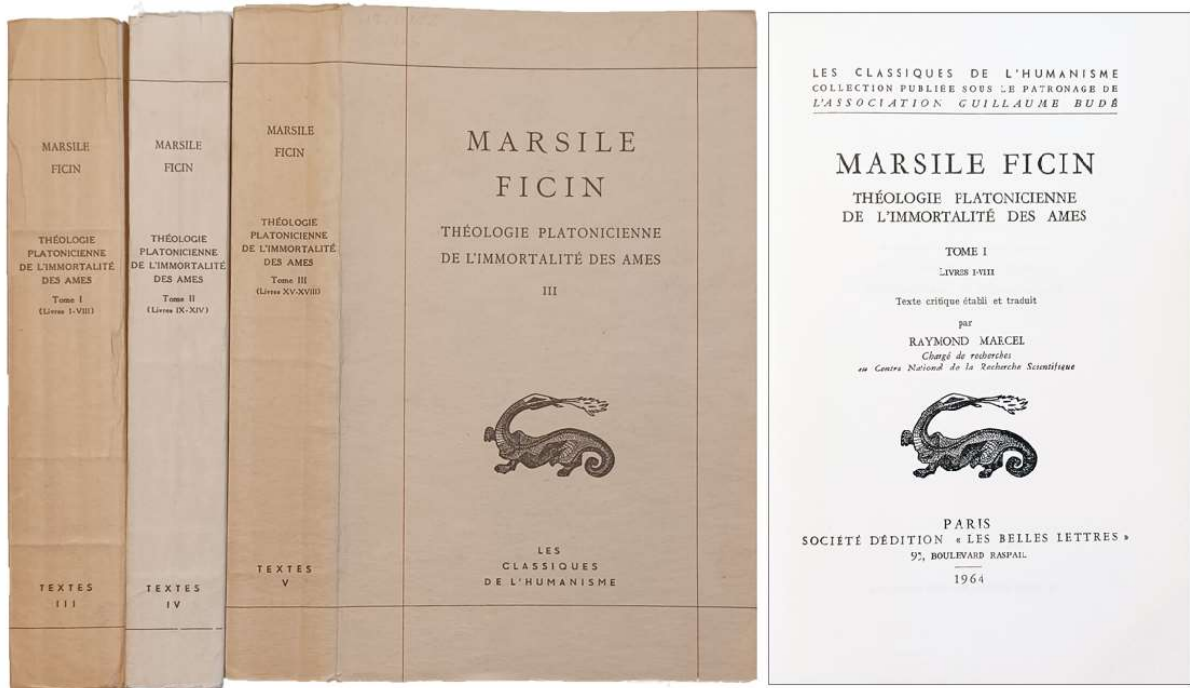 MARSILE
FICIN
THÉOLOGIE
PLATONICIENNE
DE L'IMMORTALITÉ
DES AMES
Tome I
(Livres I-VIII)
TEXTES
III
MARSILE
FICIN
THÉOLOGIE
PLATONICIENNE
DE L'IMMORTALITÉ
DES AMES
Tome II
(Livres IX-XIV)
TEXTES
IV
MARSILE
FICIN
THÉOLOGIE
PLATONICIENNE
DE L'IMMORTALITÉ
DES AMES
Tome III
(Livres XV-XVIII)
TEXTES
V
MARSILE
FICIN
THÉOLOGIE PLATONICIENNE
DE L'IMMORTALITÉ DES AMES
III
LES
CLASSIQUES
DE L'HUMANISME
LES CLASSIQUES DE L'HUMANISME
COLLECTION PUBLIÉE SOUS LE PATRONAGE DE
L'ASSOCIATION GUILLAUME BUDÉ
MARSILE FICIN
THÉOLOGIE PLATONICIENNE
DE L'IMMORTALITÉ DES AMES
TOME I
LIVRES I-VIII
Texte critique établi et traduit
par
RAYMOND MARCEL
Chargé de recherches
au Centre National de la Recherche Scientifique
PARIS
SOCIÉTÉ D'ÉDITION « LES BELLES LETTRES »
BOULEVARD RASPAIL
1964